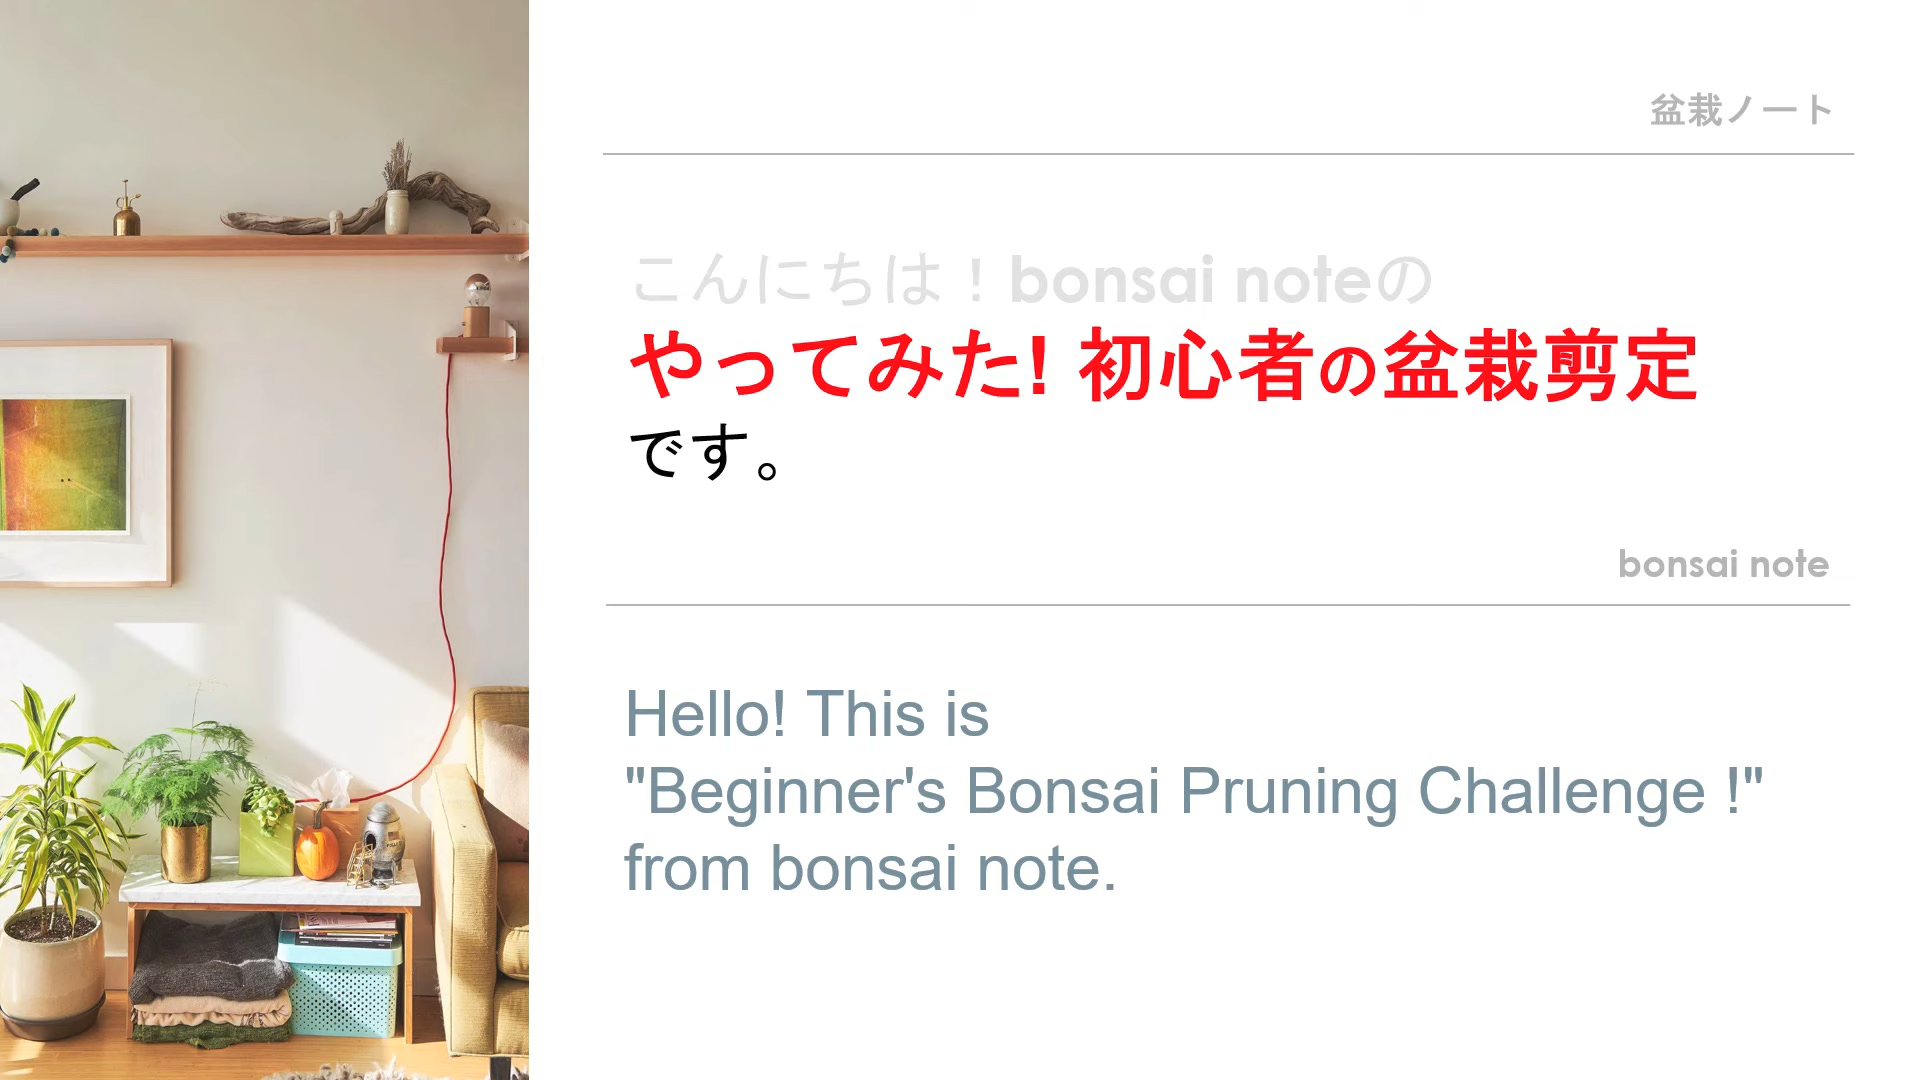 盆栽ノート
こんにちは！bonsai noteの
やってみた! 初心者の盆栽剪定
です。
bonsai note
Hello! This is
"Beginner's Bonsai Pruning Challenge !"
from bonsai note.